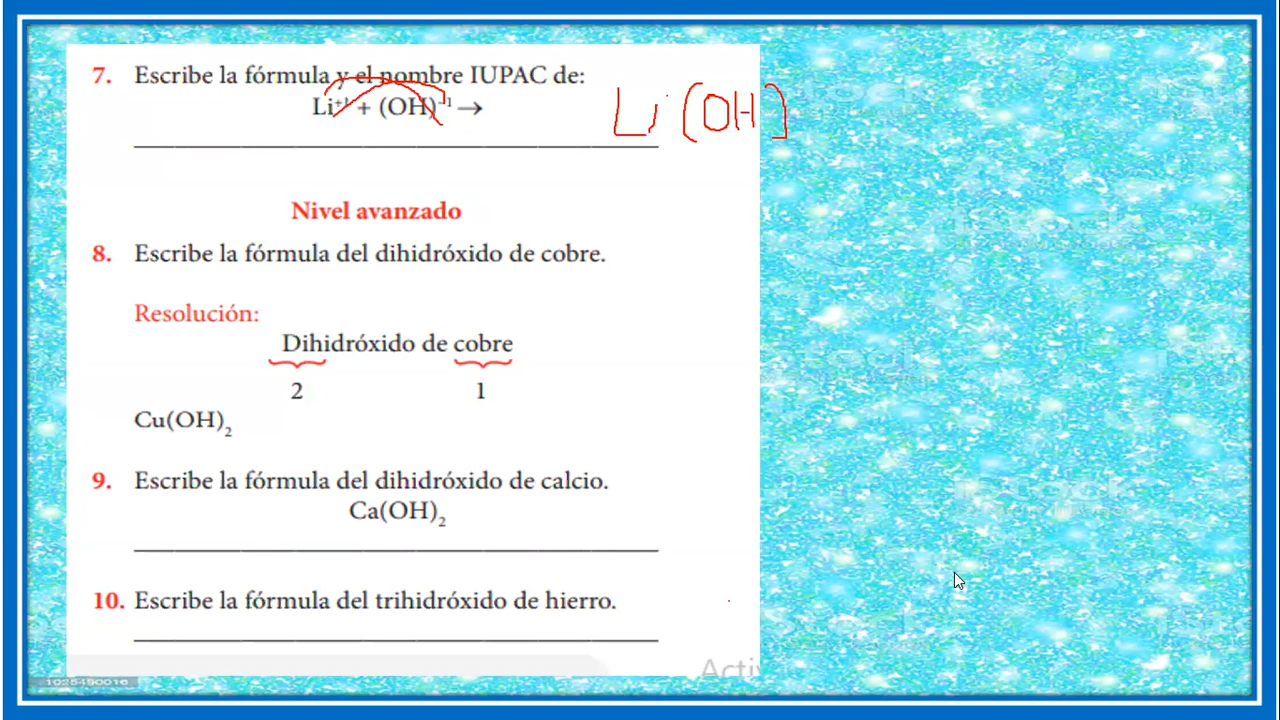 7. Escribe la fórmula y el nombre IUPAC de:
Li⁺¹ + (OH)⁻¹ → Li(OH)
Nivel avanzado
8. Escribe la fórmula del dihidróxido de cobre.
Resolución:
Dihidróxido de cobre
2 1
Cu(OH)₂
9. Escribe la fórmula del dihidróxido de calcio.
Ca(OH)₂
10. Escribe la fórmula del trihidróxido de hierro.
Activ
1025490016